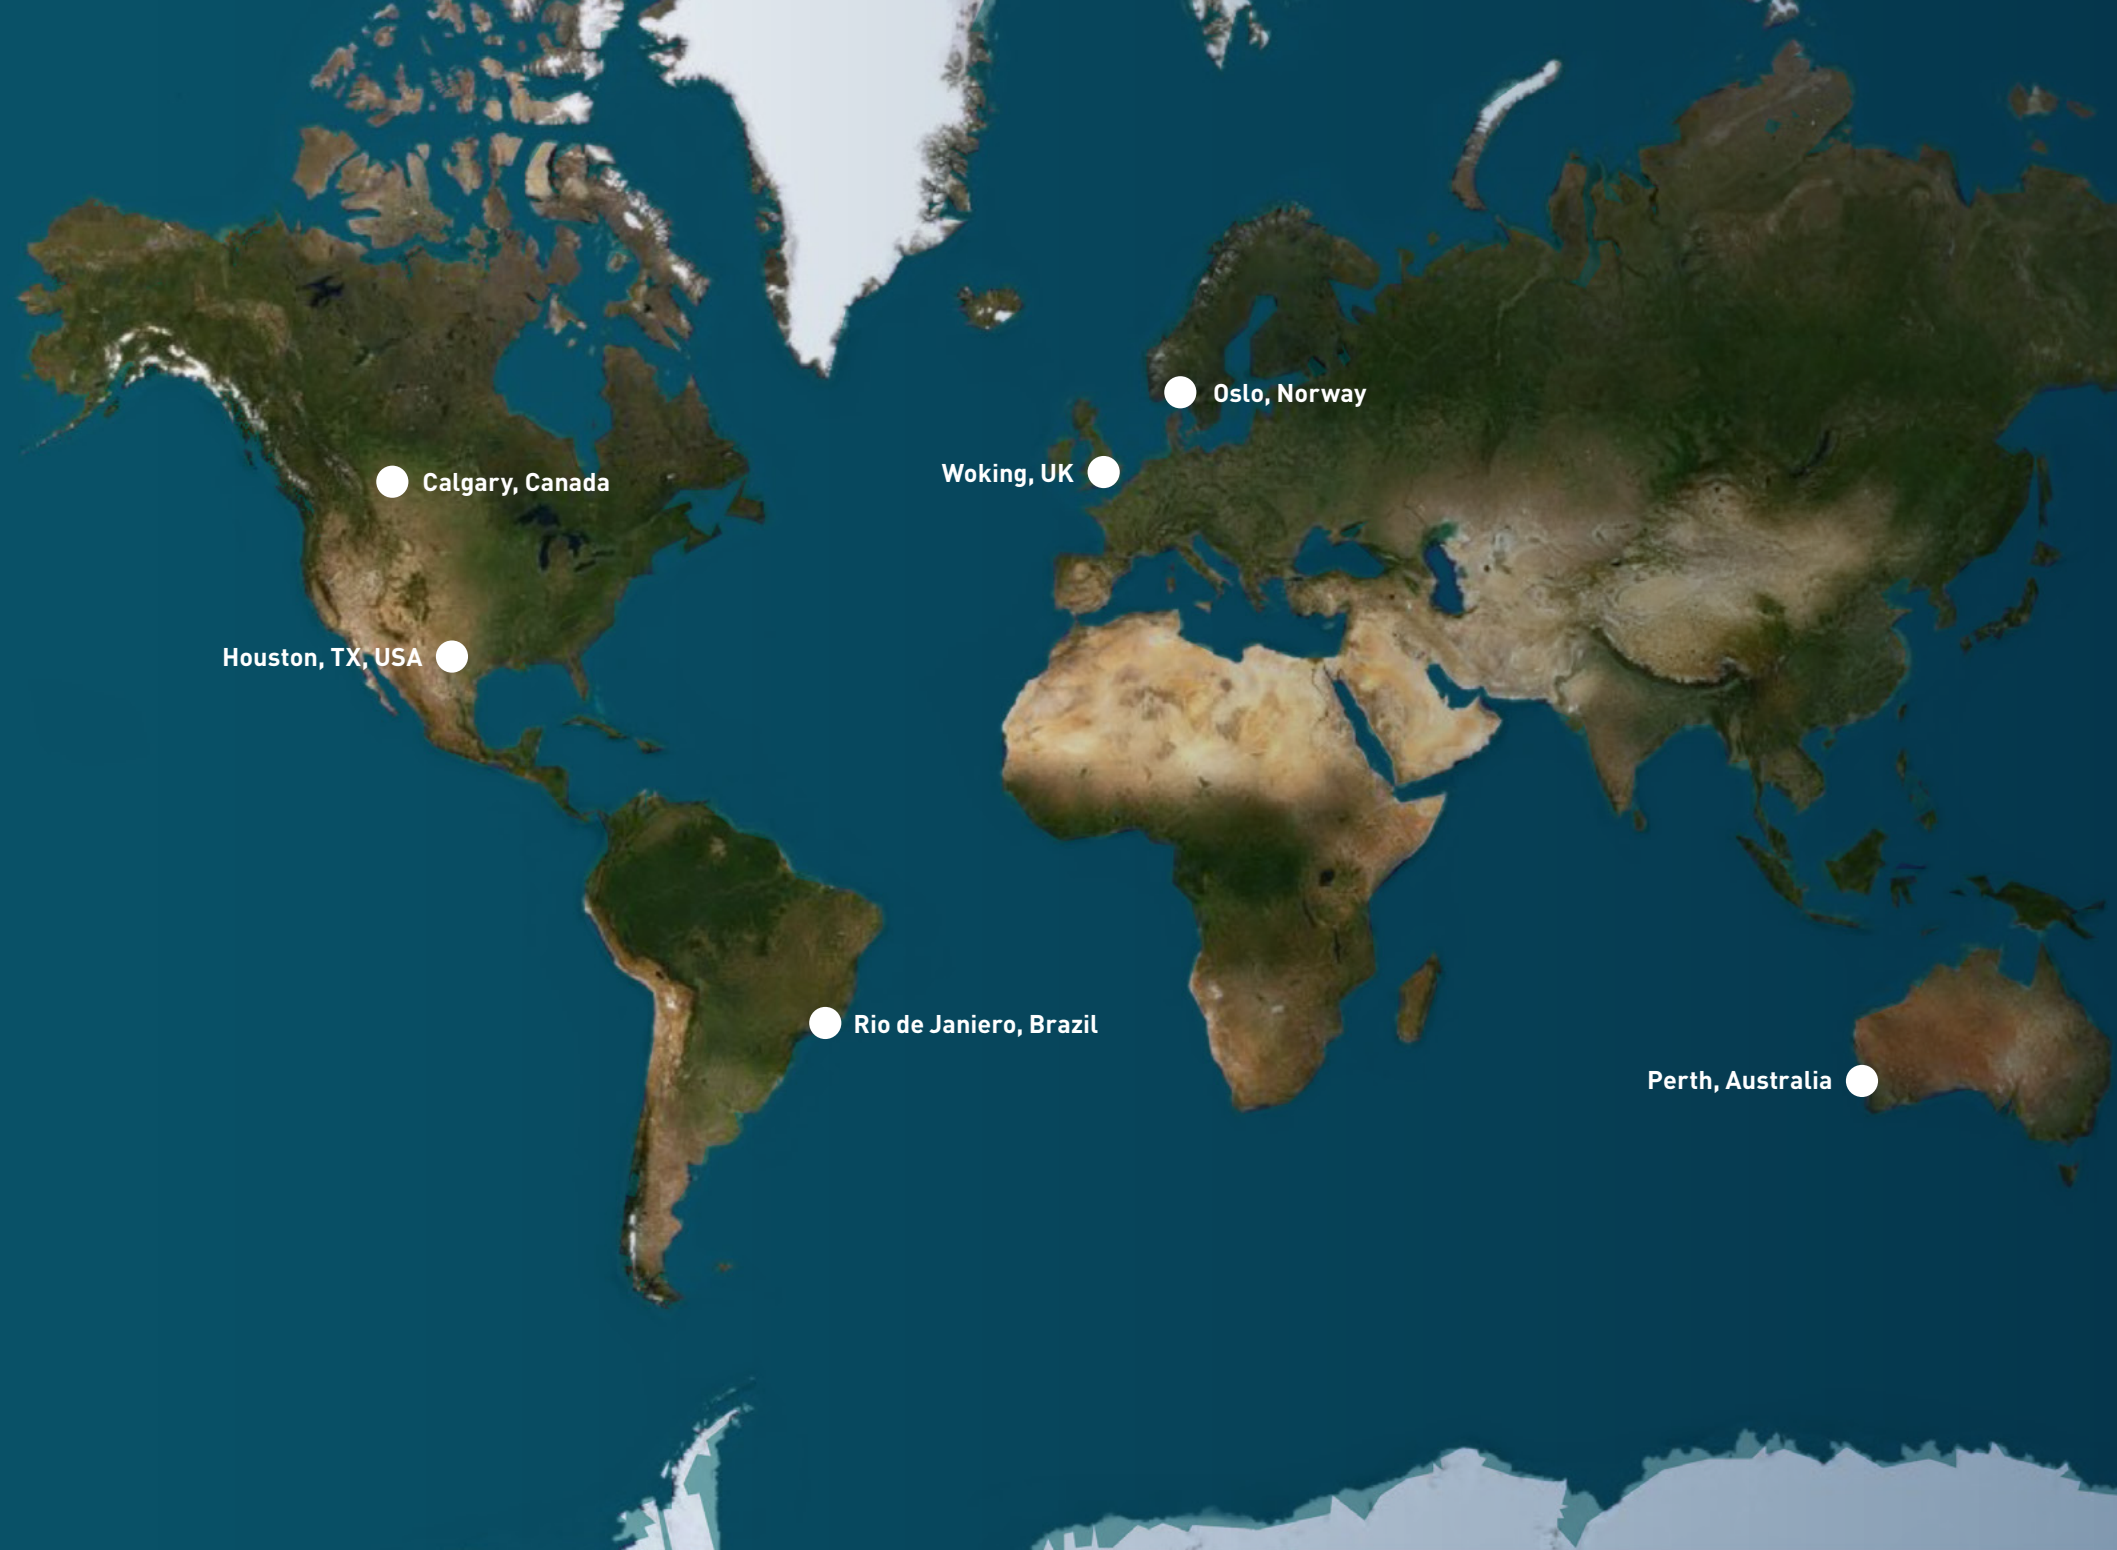 Oslo, Norway
Woking, UK
Calgary, Canada
Houston, TX, USA
Rio de Janiero, Brazil
Perth, Australia